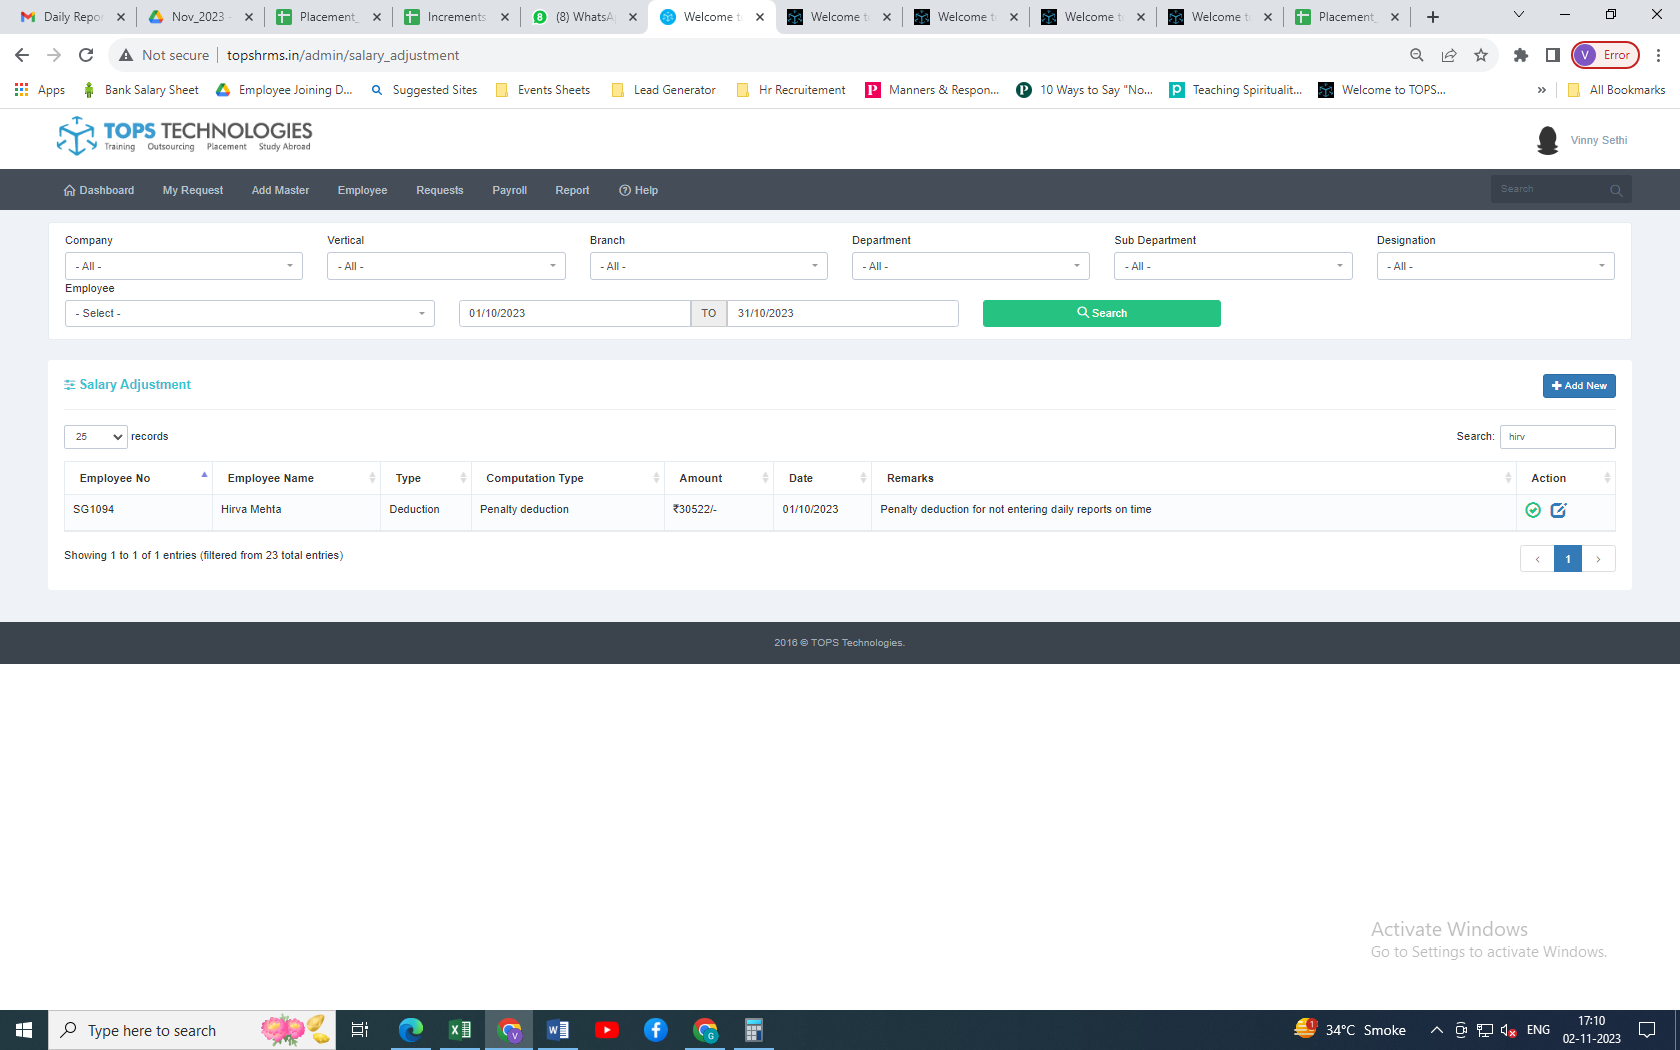 Daily Repor
Nov_2023 -
Placement_
Increments
(8) WhatsA
Welcome to
Welcome to
Welcome to
Welcome to
Welcome to
Placement_
Not secure topshrms.in/admin/salary_adjustment
V Error
Apps
Bank Salary Sheet
Employee Joining D...
Suggested Sites
Events Sheets
Lead Generator
Hr Recruitement
Manners & Respon...
10 Ways to Say "No...
Teaching Spiritualit...
Welcome to TOPS...
» All Bookmarks
TOPS TECHNOLOGIES
Training Outsourcing Placement Study Abroad
Vinny Sethi
Dashboard My Request Add Master Employee Requests Payroll Report Help
Search
Company Vertical Branch Department Sub Department Designation
- All - - All - - All - - All - - All - - All -
Employee
- Select - 01/10/2023 TO 31/10/2023 Search
Salary Adjustment
Add New
25 records
Search: hirv
Employee No Employee Name Type Computation Type Amount Date Remarks Action
SG1094 Hirva Mehta Deduction Penalty deduction ₹30522/- 01/10/2023 Penalty deduction for not entering daily reports on time
Showing 1 to 1 of 1 entries (filtered from 23 total entries)
‹ 1 ›
2016 © TOPS Technologies.
Activate Windows
Go to Settings to activate Windows.
Type here to search
34°C Smoke
ENG
17:10
02-11-2023